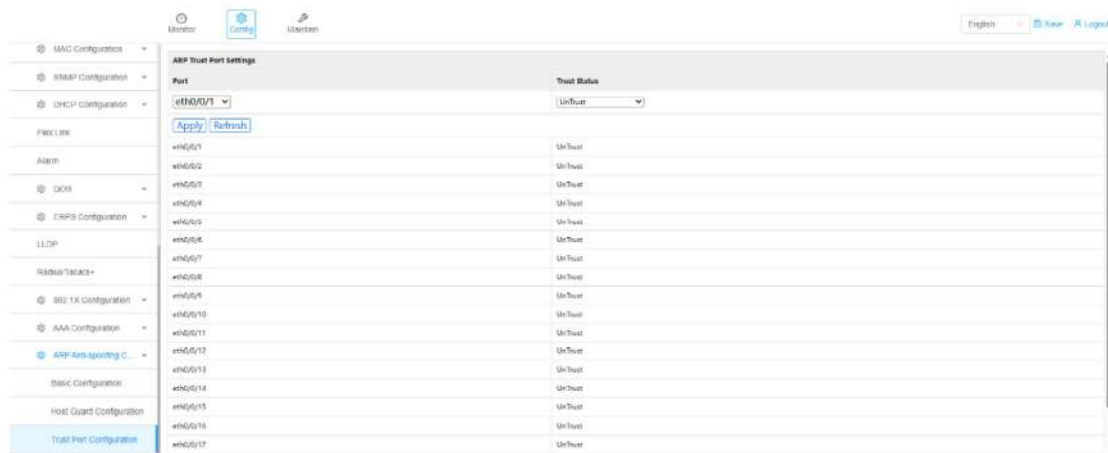 Monitor
Config
Maintain
English
Save
Logout
MAC Configuration
SNMP Configuration
DHCP Configuration
Flex Link
Alarm
QOS
ERPS Configuration
LLDP
Radius/Tacacs+
802.1X Configuration
AAA Configuration
ARP Anti-spoofing C...
Basic Configuration
Host Guard Configuration
Trust Port Configuration
ARP Trust Port Settings
Port Trust Status
eth0/0/1 UnTrust
Apply Refresh
eth0/0/1 UnTrust
eth0/0/2 UnTrust
eth0/0/3 UnTrust
eth0/0/4 UnTrust
eth0/0/5 UnTrust
eth0/0/6 UnTrust
eth0/0/7 UnTrust
eth0/0/8 UnTrust
eth0/0/9 UnTrust
eth0/0/10 UnTrust
eth0/0/11 UnTrust
eth0/0/12 UnTrust
eth0/0/13 UnTrust
eth0/0/14 UnTrust
eth0/0/15 UnTrust
eth0/0/16 UnTrust
eth0/0/17 UnTrust